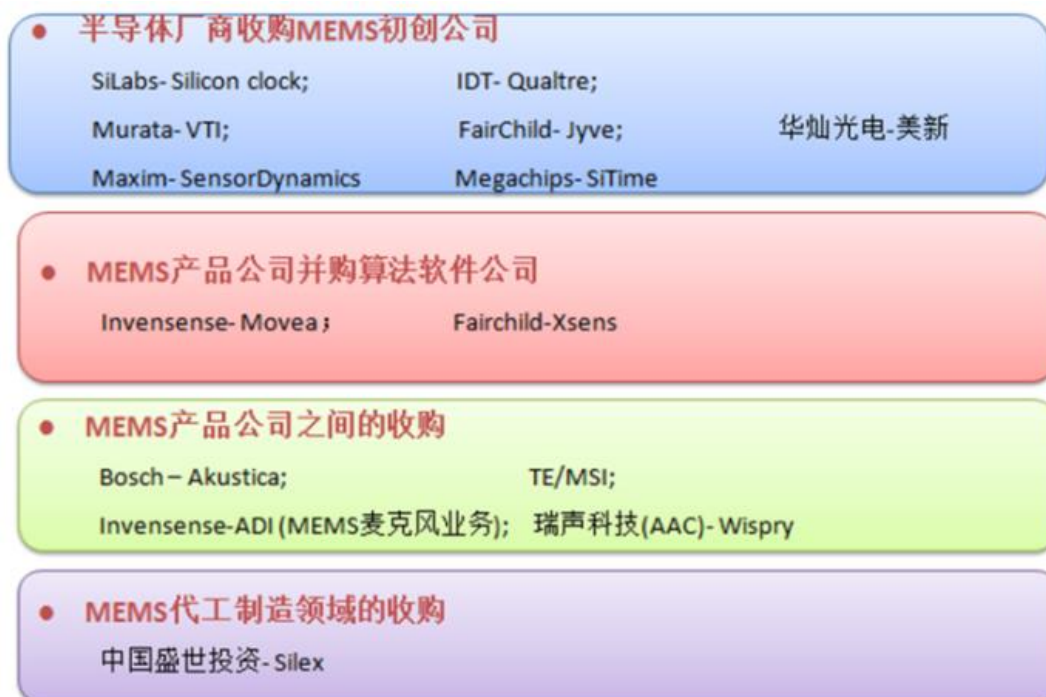 ● 半导体厂商收购MEMS初创公司
SiLabs- Silicon clock; IDT- Qualtre;
Murata- VTI; FairChild- Jyve; 华灿光电-美新
Maxim- SensorDynamics Megachips- SiTime
● MEMS产品公司并购算法软件公司
Invensense- Movea； Fairchild-Xsens
● MEMS产品公司之间的收购
Bosch – Akustica; TE/MSI;
Invensense-ADI (MEMS麦克风业务); 瑞声科技(AAC)- Wispry
● MEMS代工制造领域的收购
中国盛世投资- Silex